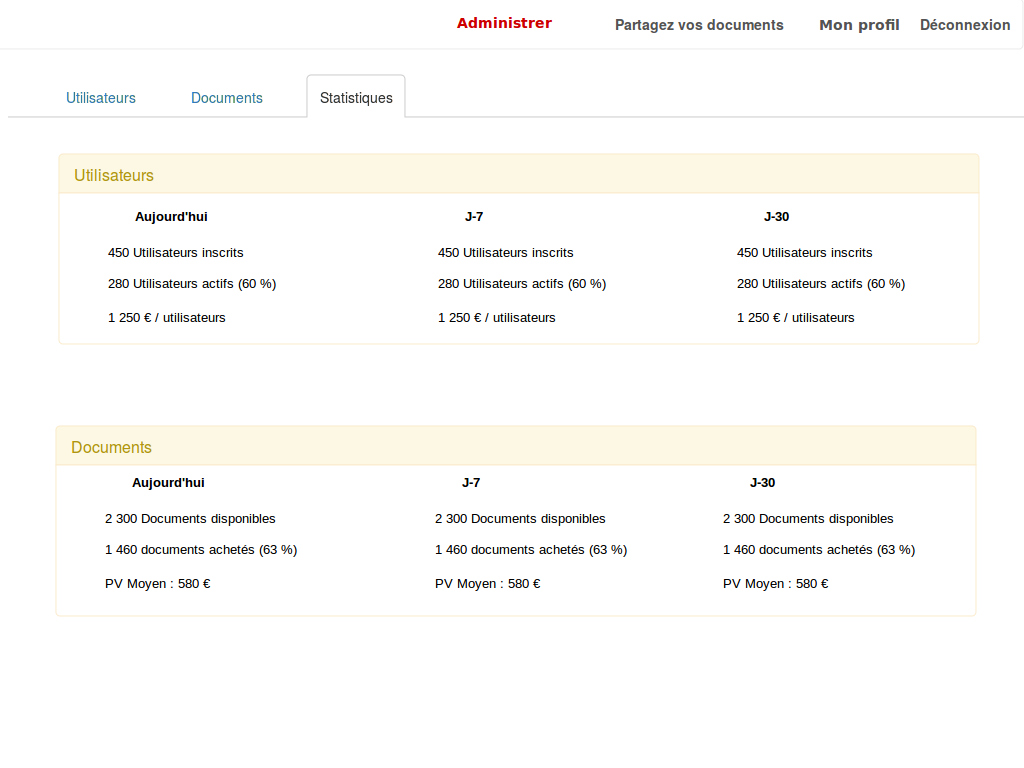 Administrer Partagez vos documents Mon profil Déconnexion
Utilisateurs Documents Statistiques
Utilisateurs
Aujourd'hui J-7 J-30
450 Utilisateurs inscrits 450 Utilisateurs inscrits 450 Utilisateurs inscrits
280 Utilisateurs actifs (60 %) 280 Utilisateurs actifs (60 %) 280 Utilisateurs actifs (60 %)
1 250 € / utilisateurs 1 250 € / utilisateurs 1 250 € / utilisateurs
Documents
Aujourd'hui J-7 J-30
2 300 Documents disponibles 2 300 Documents disponibles 2 300 Documents disponibles
1 460 documents achetés (63 %) 1 460 documents achetés (63 %) 1 460 documents achetés (63 %)
PV Moyen : 580 € PV Moyen : 580 € PV Moyen : 580 €